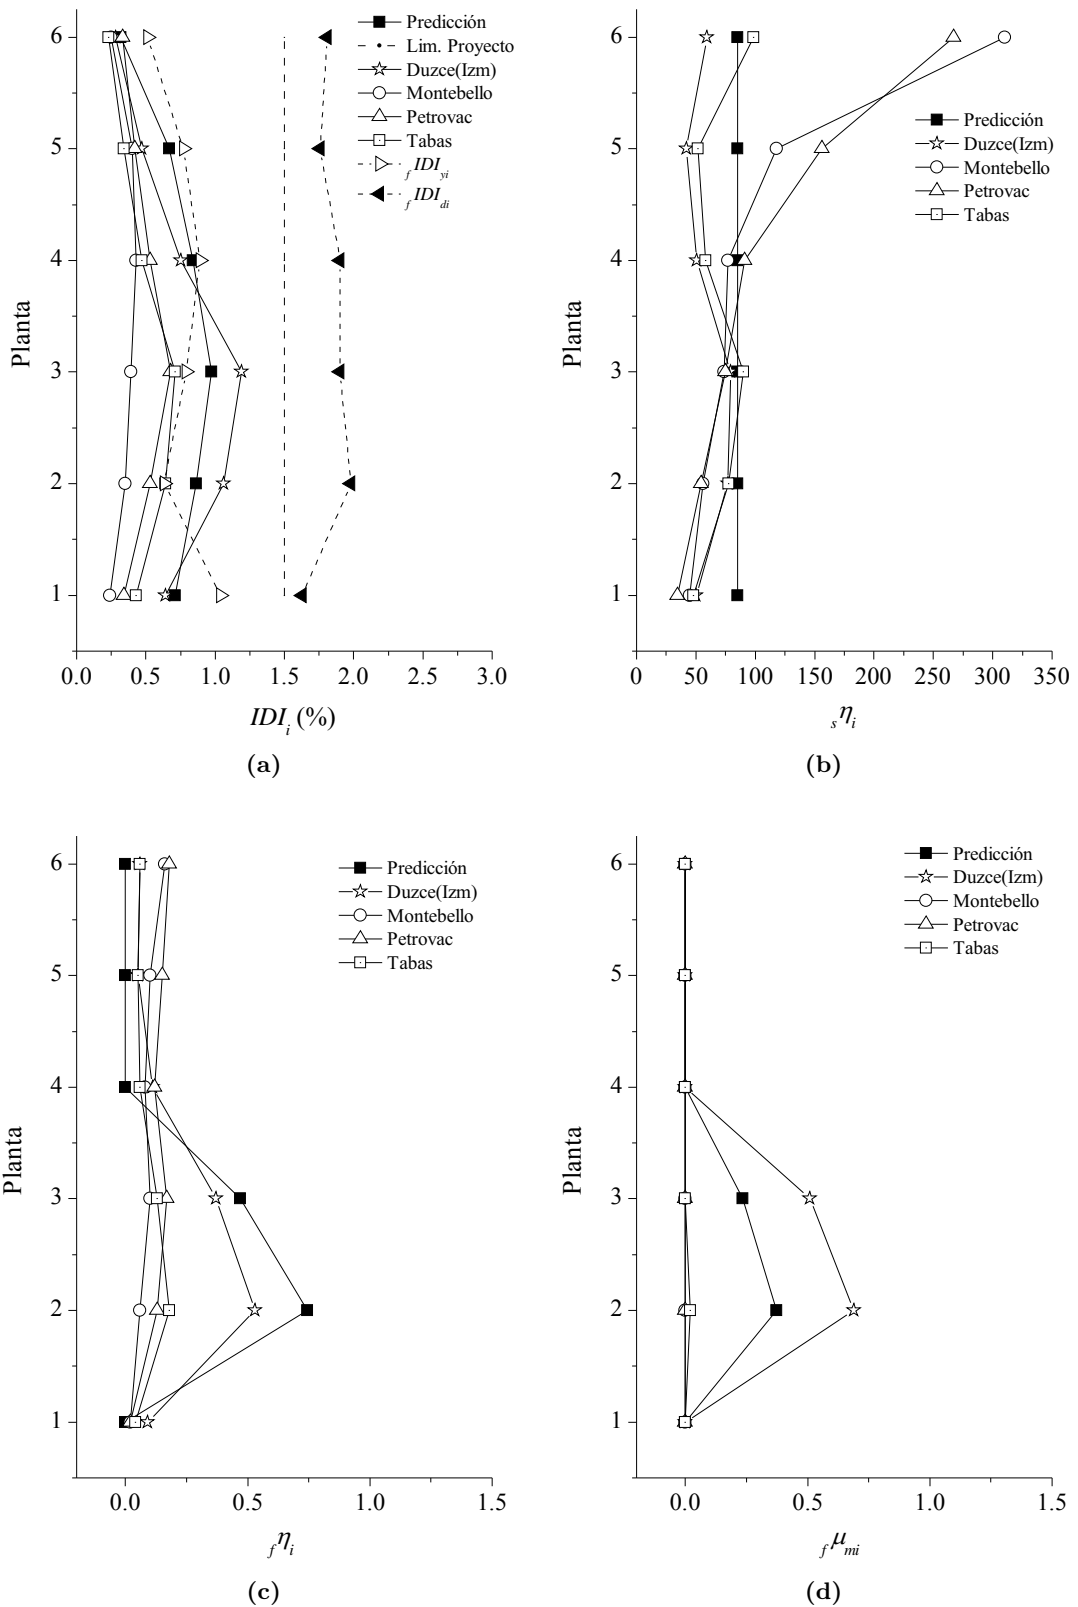 Predicción
Lim. Proyecto
Duzce(Izm)
Montebello
Petrovac
Tabas
f IDI yi
f IDI di
6
5
4
3
2
1
Planta
0.0 0.5 1.0 1.5 2.0 2.5 3.0
IDI i (%)
(a)
Predicción
Duzce(Izm)
Montebello
Petrovac
Tabas
6
5
4
3
2
1
Planta
0 50 100 150 200 250 300 350
s η i
(b)
Predicción
Duzce(Izm)
Montebello
Petrovac
Tabas
6
5
4
3
2
1
Planta
0.0 0.5 1.0 1.5
f η i
(c)
Predicción
Duzce(Izm)
Montebello
Petrovac
Tabas
6
5
4
3
2
1
Planta
0.0 0.5 1.0 1.5
f μ mi
(d)